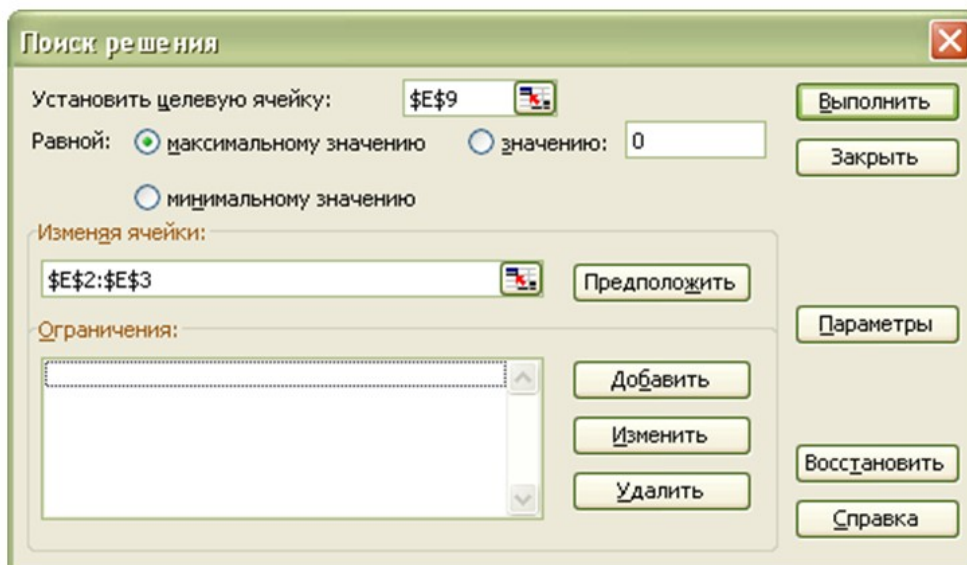 Поиск решения
Установить целевую ячейку: $E$9
Выполнить
Равной: максимальному значению значению: 0
Закрыть
минимальному значению
Изменяя ячейки:
$E$2:$E$3 Предположить
Ограничения:
Параметры
Добавить
Изменить
Восстановить
Удалить
Справка